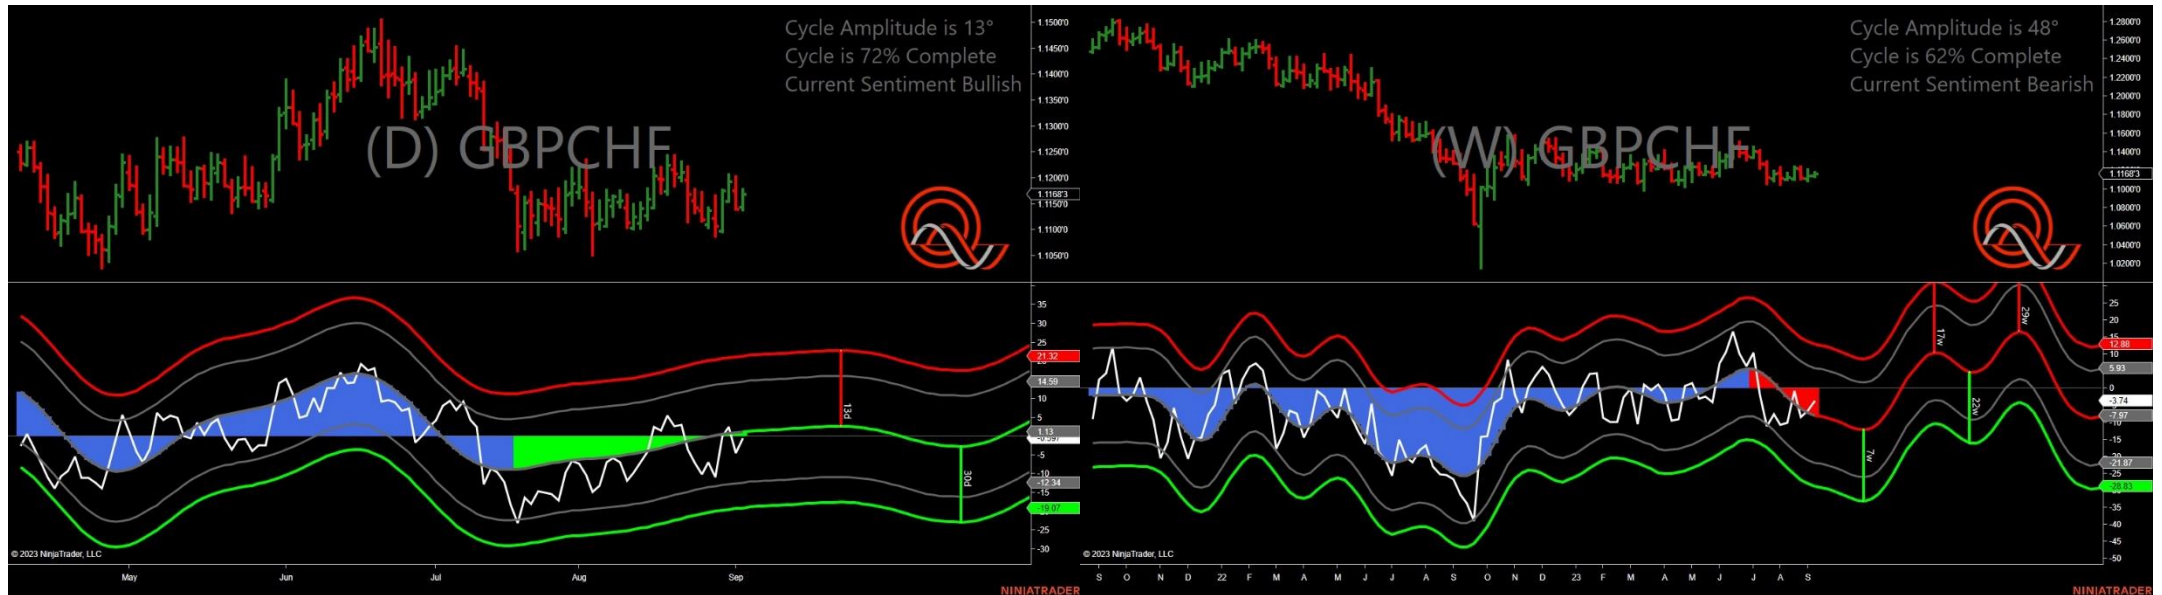 Cycle Amplitude is 13°
Cycle is 72% Complete
Current Sentiment Bullish
(D) GBPCHF
1.1500'0
1.1450'0
1.1400'0
1.1350'0
1.1300'0
1.1250'0
1.1200'0
1.1168'3
1.1150'0
1.1100'0
1.1050'0
35
30
25
21.32
14.59
10
5
1.13
-5
-12.34
-15
-19.07
-25
-30
13d
30d
© 2023 NinjaTrader, LLC
May Jun Jul Aug Sep
NINJATRADER
Cycle Amplitude is 48°
Cycle is 62% Complete
Current Sentiment Bearish
(W) GBPCHF
1.2800'0
1.2600'0
1.2400'0
1.2200'0
1.2000'0
1.1800'0
1.1600'0
1.1400'0
1.1168'3
1.1000'0
1.0800'0
1.0600'0
1.0400'0
1.0200'0
25
20
15
12.88
10
5.93
0
-3.74
-7.97
-15
-21.87
-25
-28.83
-35
-40
-45
-50
7w
17w
22w
29w
© 2023 NinjaTrader, LLC
S O N D 22 F M A M J J A S O N D 23 F M A M J J A S
NINJATRADER